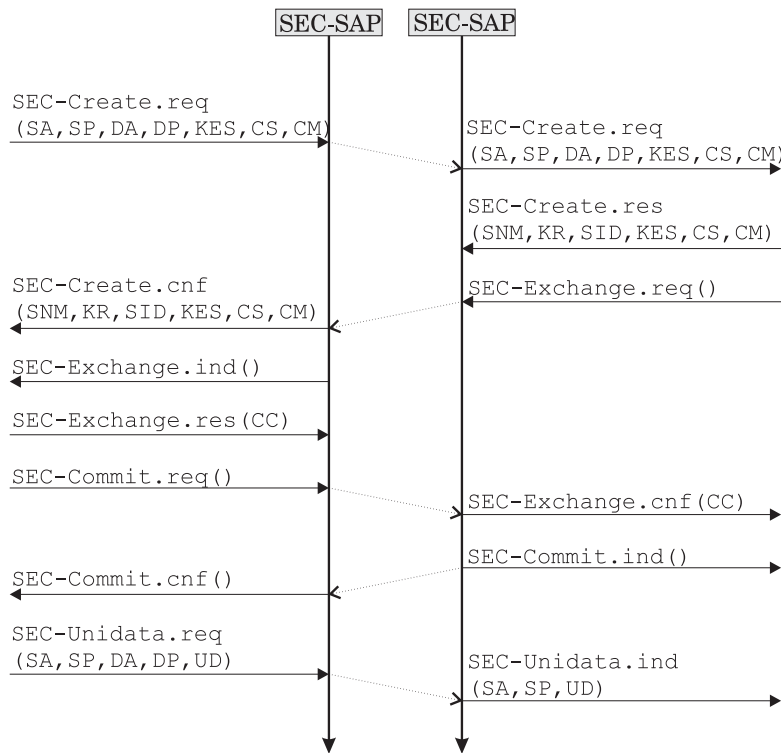 SEC-SAP SEC-SAP
SEC-Create.req
(SA,SP,DA,DP,KES,CS,CM)
SEC-Create.req
(SA,SP,DA,DP,KES,CS,CM)
SEC-Create.res
(SNM,KR,SID,KES,CS,CM)
SEC-Create.cnf
(SNM,KR,SID,KES,CS,CM)
SEC-Exchange.req()
SEC-Exchange.ind()
SEC-Exchange.res(CC)
SEC-Commit.req()
SEC-Exchange.cnf(CC)
SEC-Commit.ind()
SEC-Commit.cnf()
SEC-Unidata.req
(SA,SP,DA,DP,UD)
SEC-Unidata.ind
(SA,SP,UD)